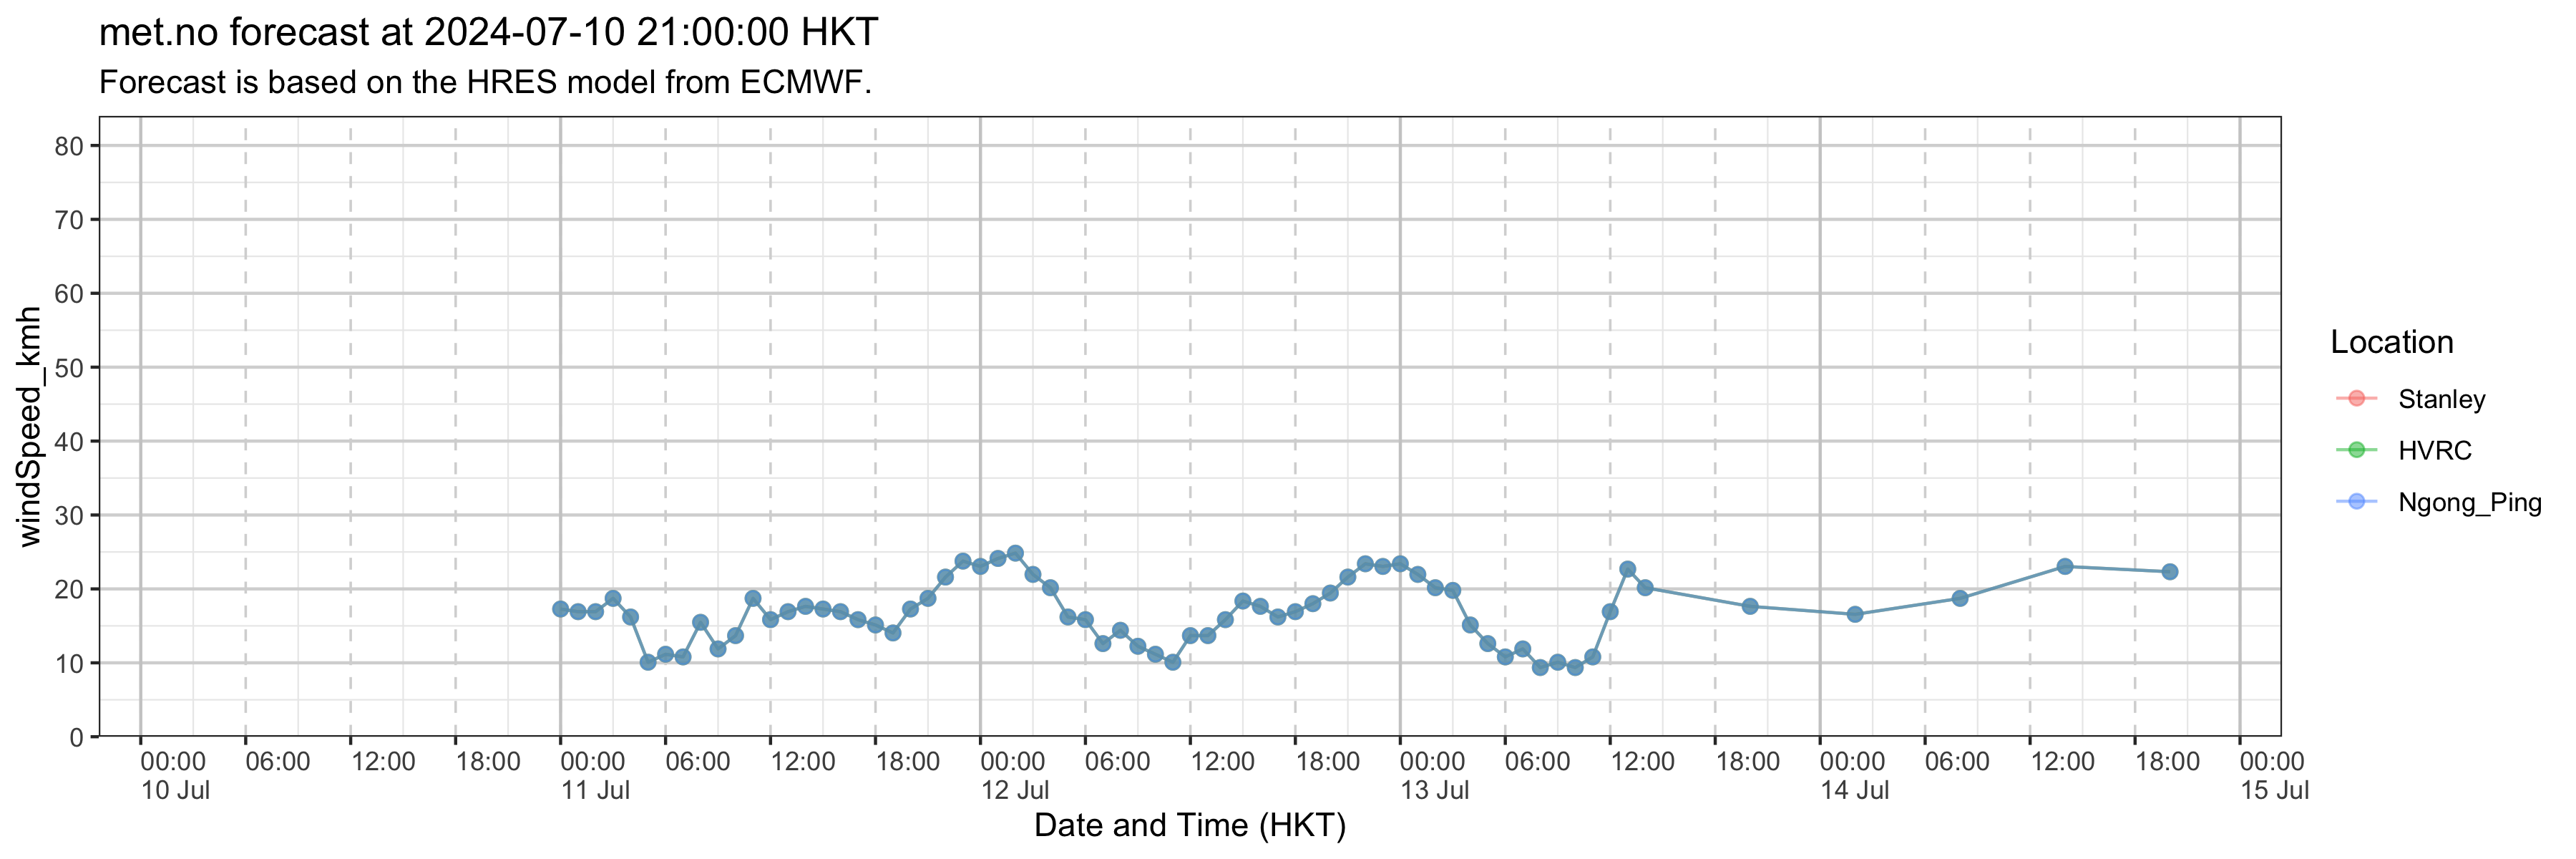 met.no forecast at 2024-07-10 21:00:00 HKT
Forecast is based on the HRES model from ECMWF.
windSpeed_kmh
80
70
60
50
40
30
20
10
0
00:00 06:00 12:00 18:00 00:00 06:00 12:00 18:00 00:00 06:00 12:00 18:00 00:00 06:00 12:00 18:00 00:00 06:00 12:00 18:00 00:00
10 Jul 11 Jul 12 Jul 13 Jul 14 Jul 15 Jul
Date and Time (HKT)
Location
Stanley
HVRC
Ngong_Ping